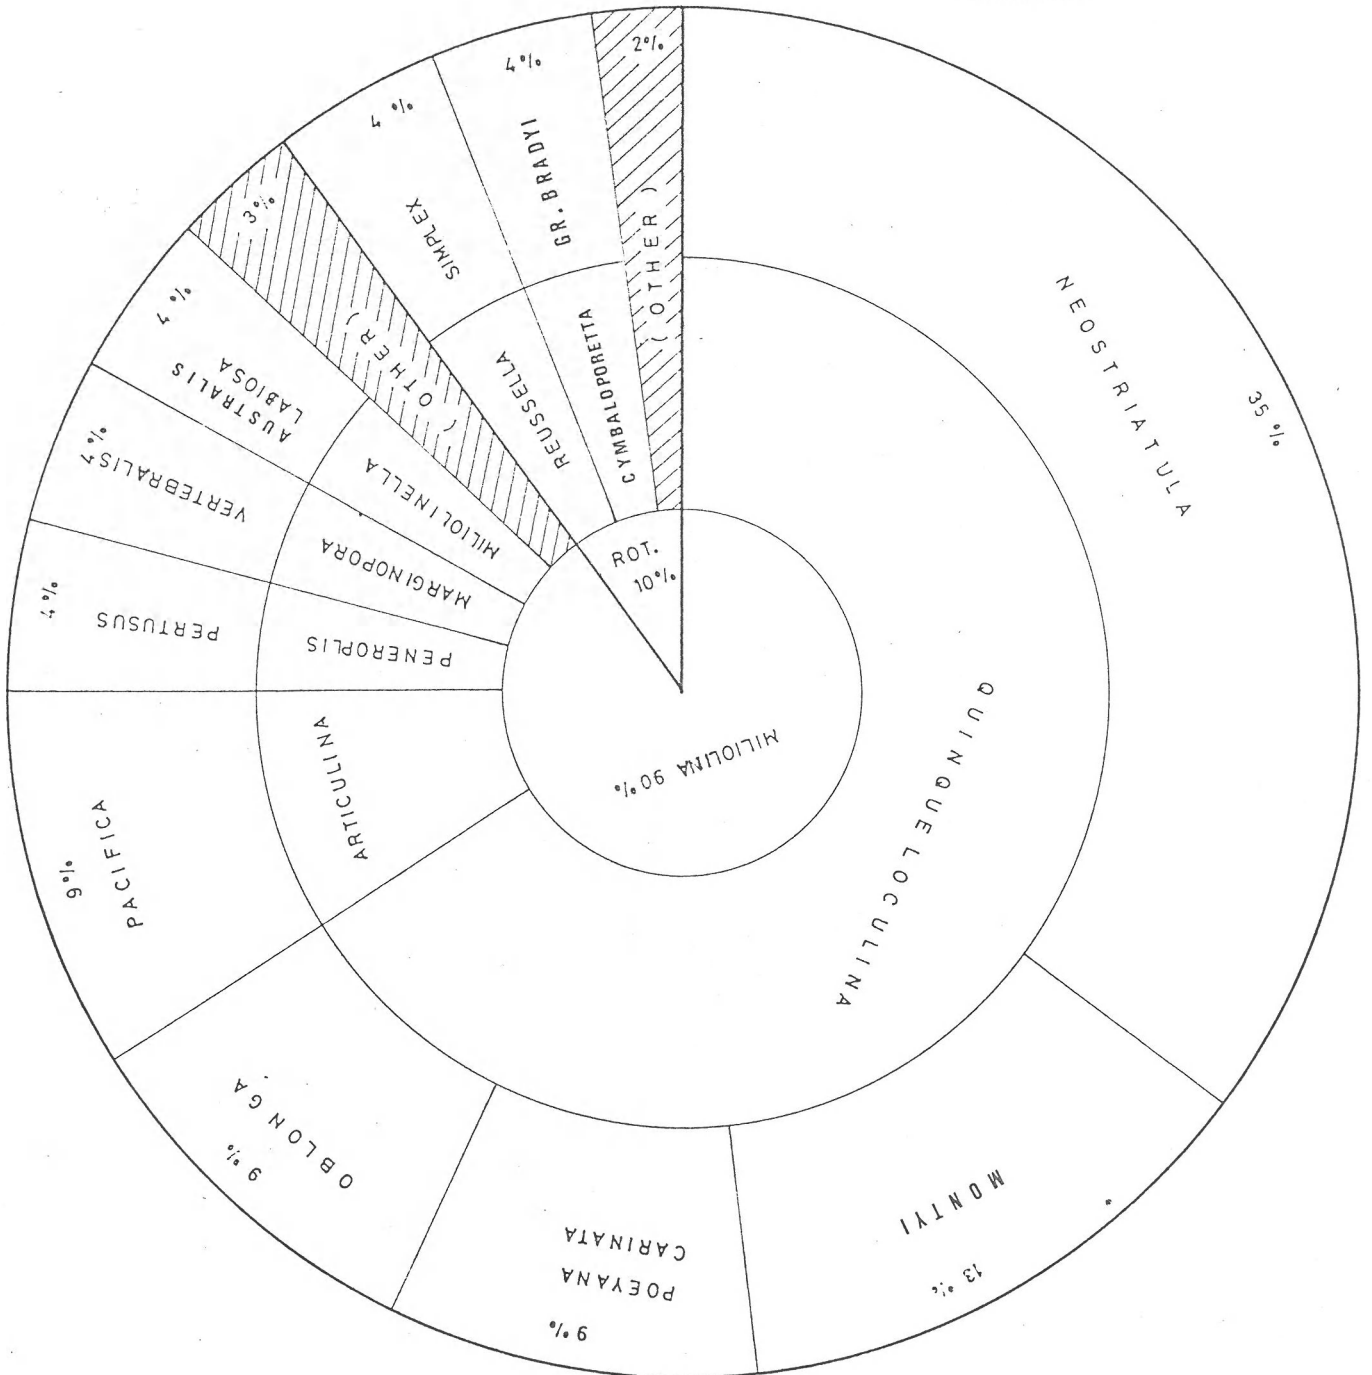 2%
( OTHER )
4%
GR. BRADYI
CYMBALOPORETTA
4 %
SIMPLEX
REUSSELLA
3%
( OTHER )
4 %
AUSTRALIS
LABIOSA
MILIOLINELLA
4%
VERTEBRALIS
MARGINOPORA
4%
PERTUSUS
PENEROPLIS
9%
PACIFICA
ARTICULINA
OBLONGA
9%
CARINATA
POEYANA
9%
MONTYI
13 %
NEOSTRIATULA
35 %
QUINQUELOCULINA
ROT.
10%
MILIOLINA 90%